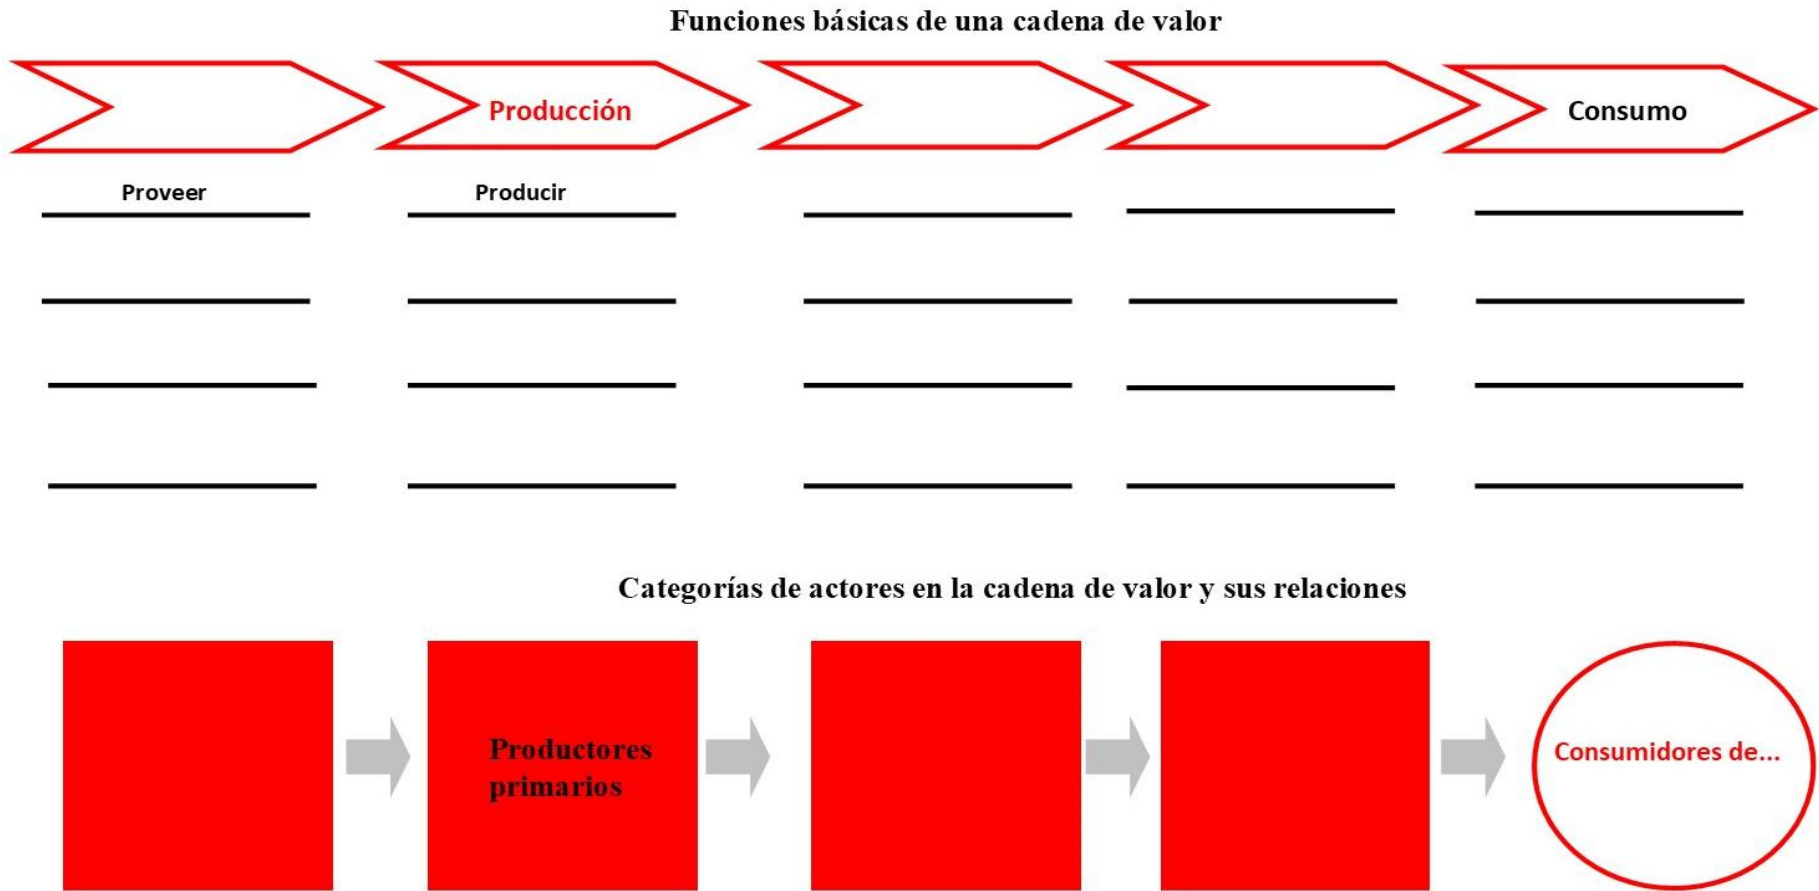 Funciones básicas de una cadena de valor
Producción
Consumo
Proveer
Producir
Categorías de actores en la cadena de valor y sus relaciones
Productores
primarios
Consumidores de...